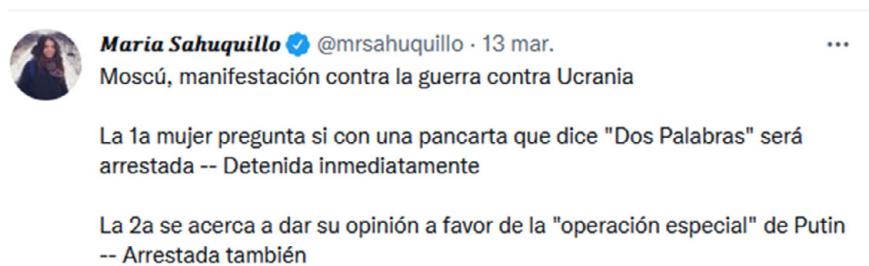 Maria Sahuquillo @mrsahuquillo · 13 mar.
Moscú, manifestación contra la guerra contra Ucrania
La 1a mujer pregunta si con una pancarta que dice "Dos Palabras" será
arrestada -- Detenida inmediatamente
La 2a se acerca a dar su opinión a favor de la "operación especial" de Putin
-- Arrestada también